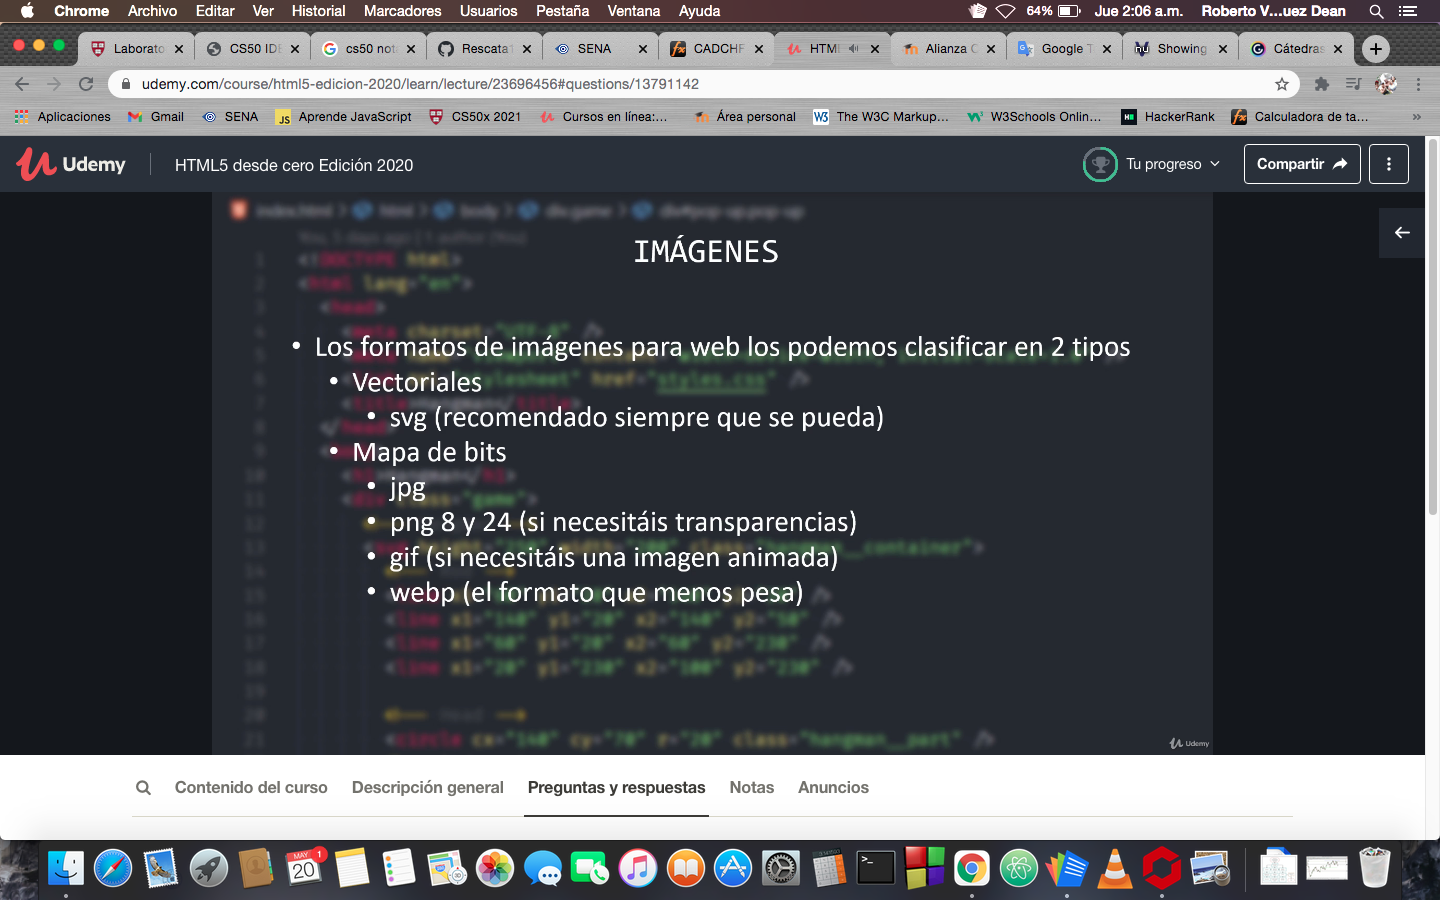 Chrome Archivo Editar Ver Historial Marcadores Usuarios Pestaña Ventana Ayuda 64% Jue 2:06 a.m. Roberto V...uez Dean
Laborato CS50 IDE cs50 not Rescata SENA CADCHF HTML Alianza C Google T Showing Cátedras
udemy.com/course/html5-edicion-2020/learn/lecture/23696456#questions/13791142
Aplicaciones Gmail SENA JS Aprende JavaScript CS50x 2021 Cursos en línea:... Área personal W3 The W3C Markup... W3Schools Onlin... HackerRank Calculadora de ta... »
Udemy HTML5 desde cero Edición 2020 Tu progreso Compartir
IMÁGENES
• Los formatos de imágenes para web los podemos clasificar en 2 tipos
• Vectoriales
• svg (recomendado siempre que se pueda)
• Mapa de bits
• jpg
• png 8 y 24 (si necesitáis transparencias)
• gif (si necesitáis una imagen animada)
• webp (el formato que menos pesa)
Udemy
Contenido del curso Descripción general Preguntas y respuestas Notas Anuncios
MAY 20 1